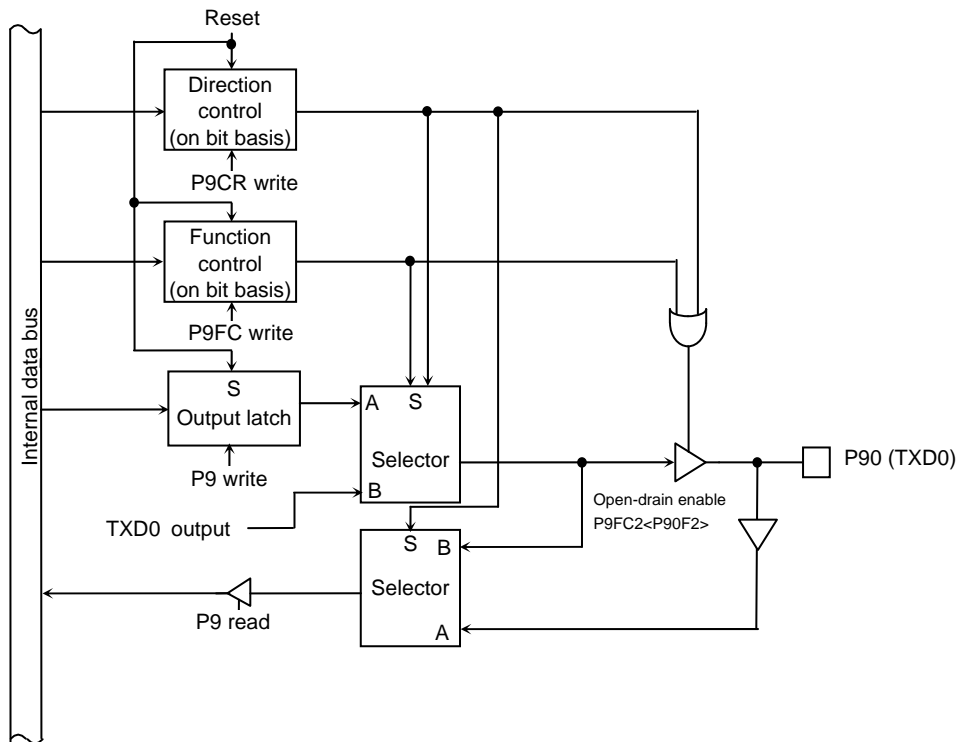 Reset
Direction
control
(on bit basis)
P9CR write
Function
control
(on bit basis)
P9FC write
Internal data bus
S
Output latch
P9 write
A
S
Selector
B
TXD0 output
P90 (TXD0)
Open-drain enable
P9FC2<P90F2>
S
B
Selector
A
P9 read